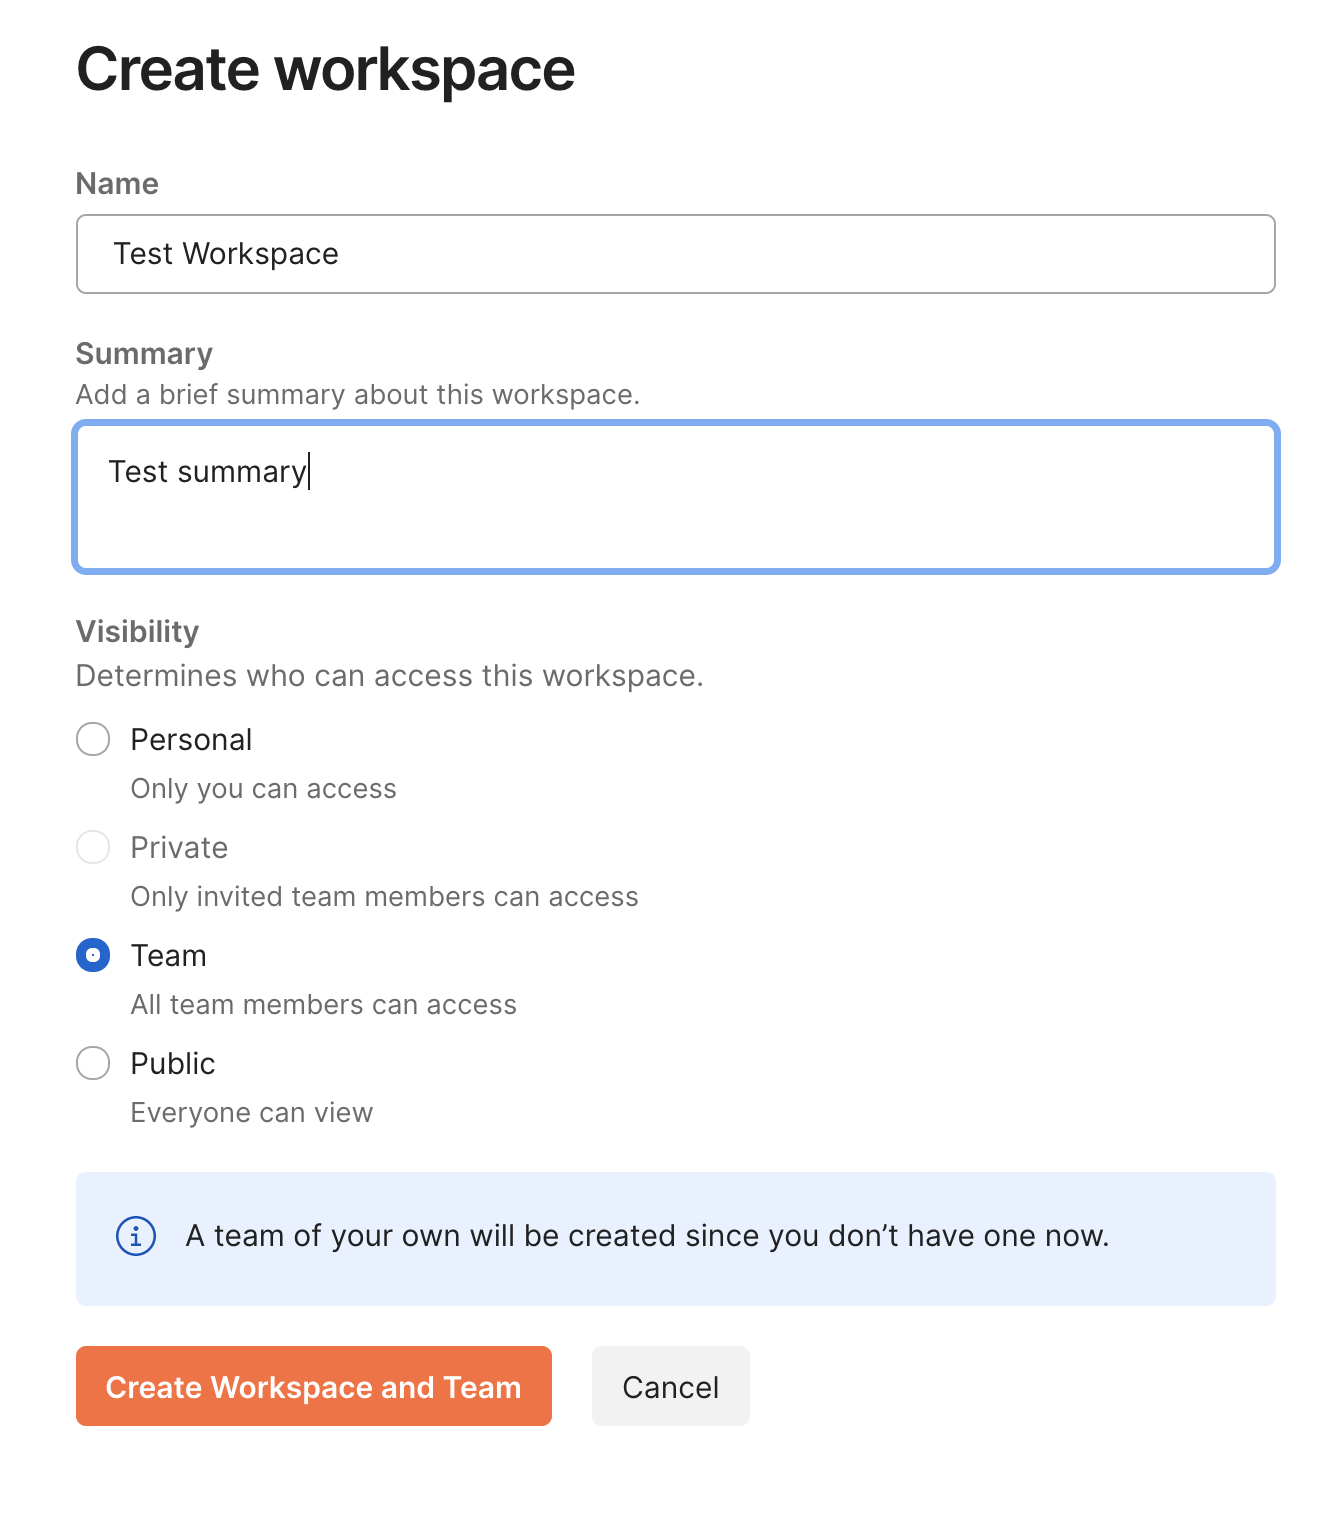 Create workspace
Name
Test Workspace
Summary
Add a brief summary about this workspace.
Test summary
Visibility
Determines who can access this workspace.
Personal
Only you can access
Private
Only invited team members can access
Team
All team members can access
Public
Everyone can view
A team of your own will be created since you don’t have one now.
Create Workspace and Team
Cancel